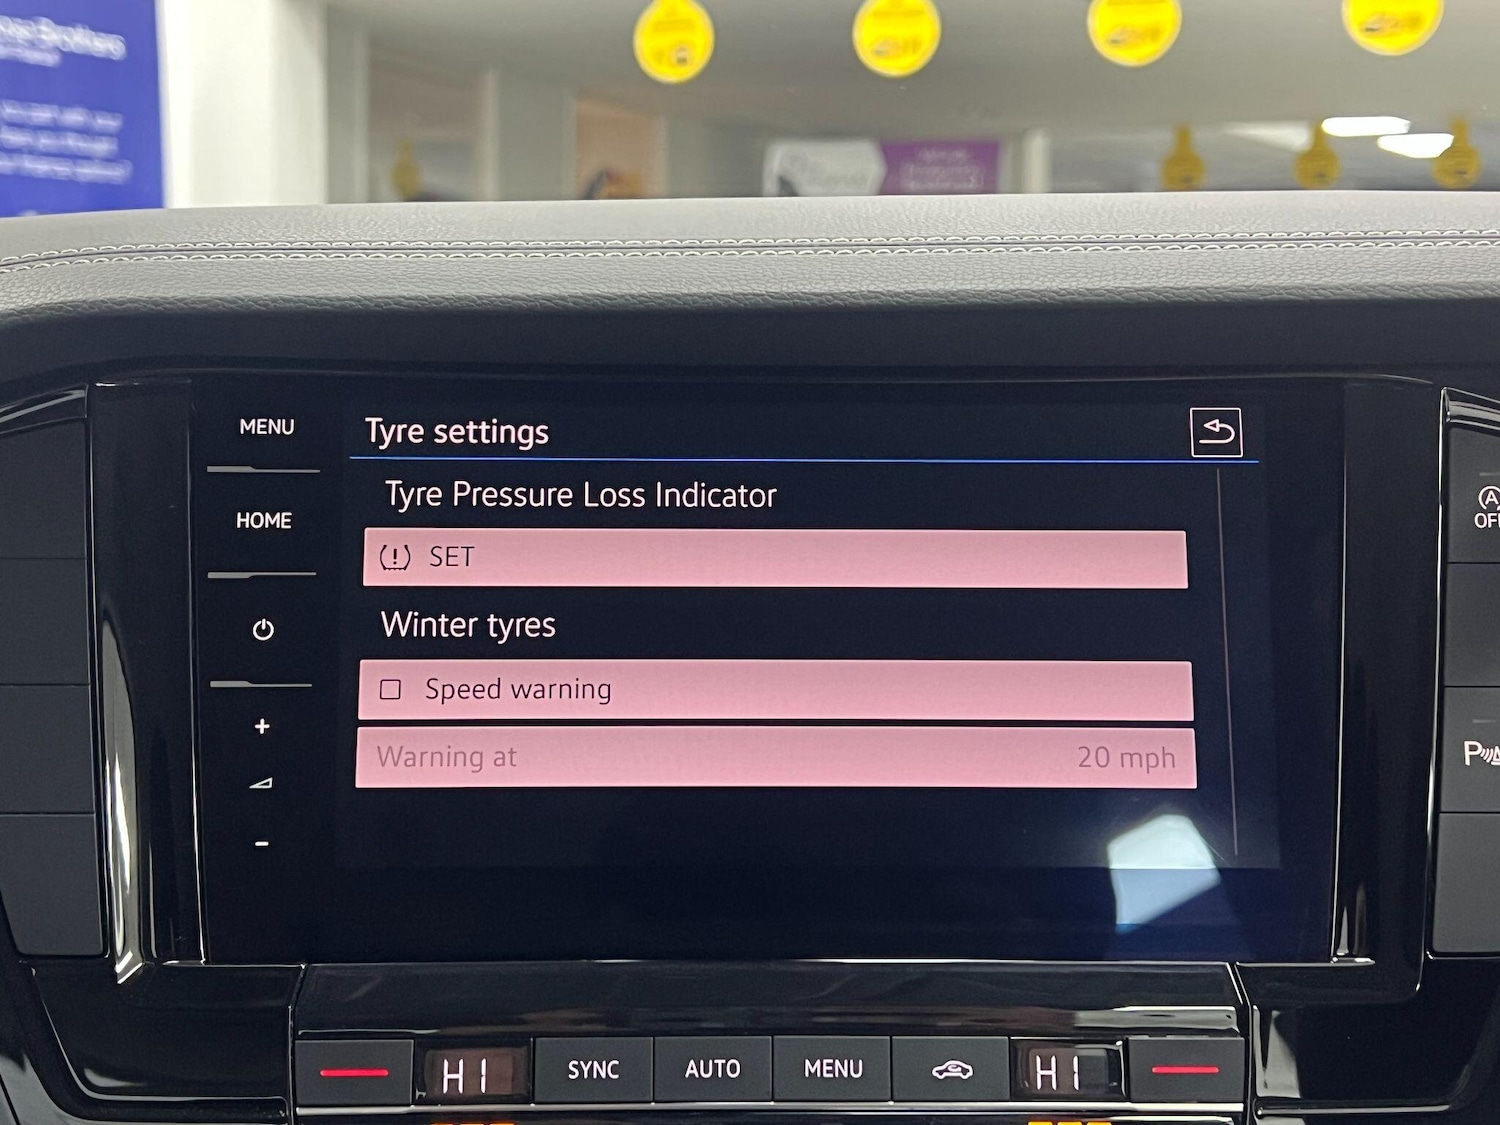 MENU
HOME
+
-
Tyre settings
Tyre Pressure Loss Indicator
SET
Winter tyres
Speed warning
Warning at 20 mph
HI SYNC AUTO MENU HI